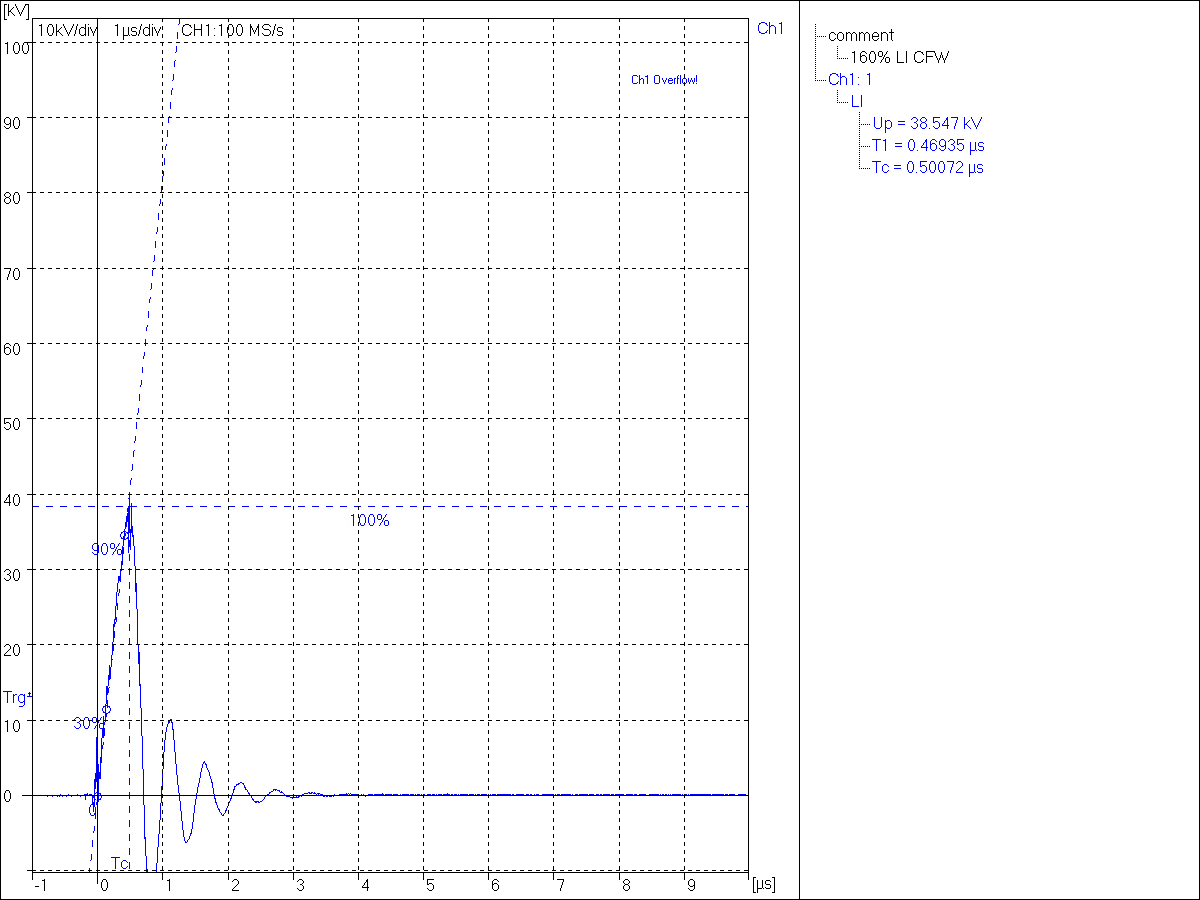 [kV]
10kV/div 1µs/div CH1:100 MS/s
Ch1
100
Ch1 Overflow!
90
80
70
60
50
40
100%
90%
30
20
Trg
30%
10
0
0
Tc
-1 0 1 2 3 4 5 6 7 8 9 [µs]
comment
160% LI CFW
Ch1: 1
LI
Up = 38.547 kV
T1 = 0.46935 µs
Tc = 0.50072 µs